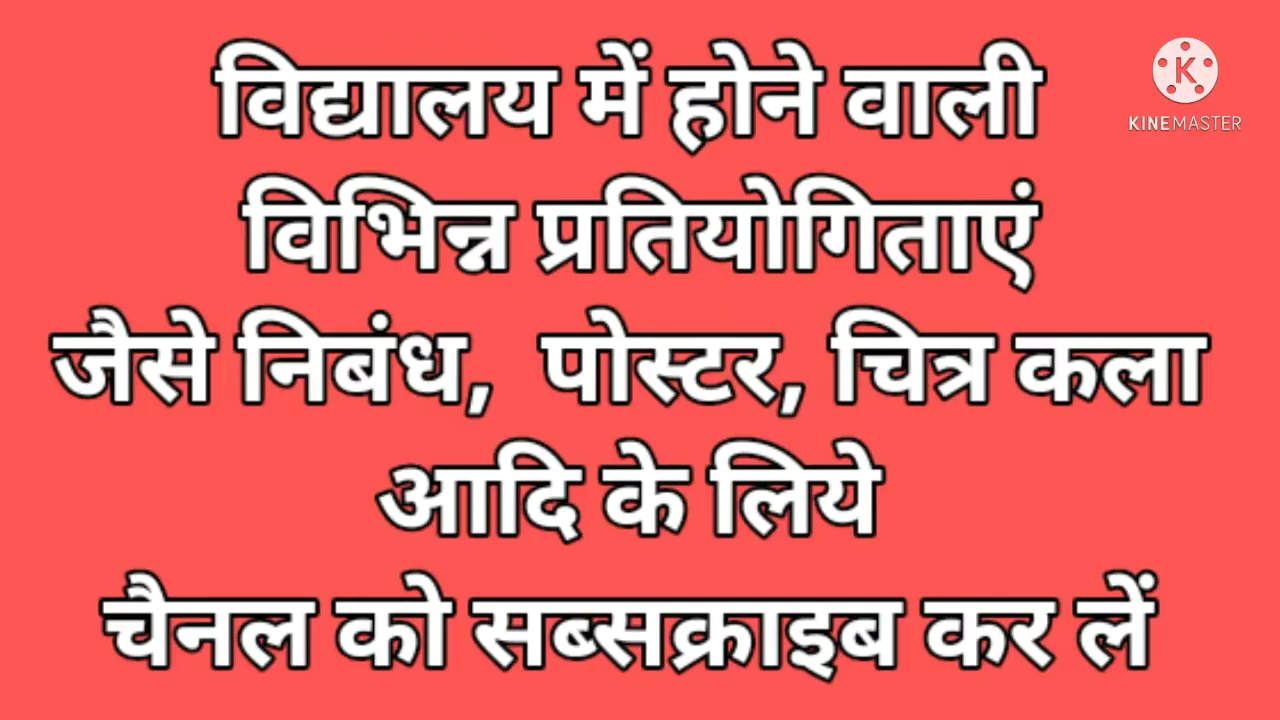 विद्यालय में होने वाली
विभिन्न प्रतियोगिताएं
जैसे निबंध, पोस्टर, चित्र कला
आदि के लिये
चैनल को सब्सक्राइब कर लें
K
KINEMASTER